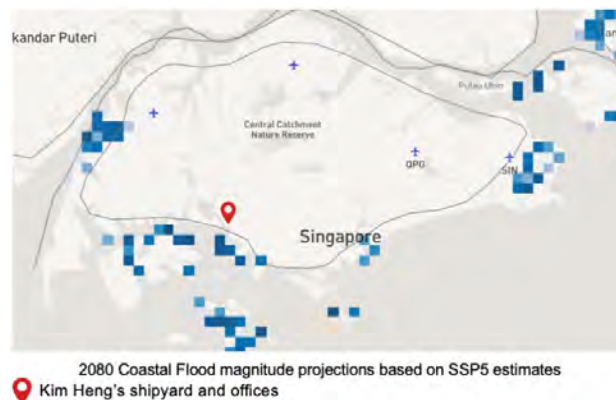 kandar Puteri
Pulau Ubin
Central Catchment
Nature Reserve
QPG
SIN
Singapore
2080 Coastal Flood magnitude projections based on SSP5 estimates
Kim Heng's shipyard and offices